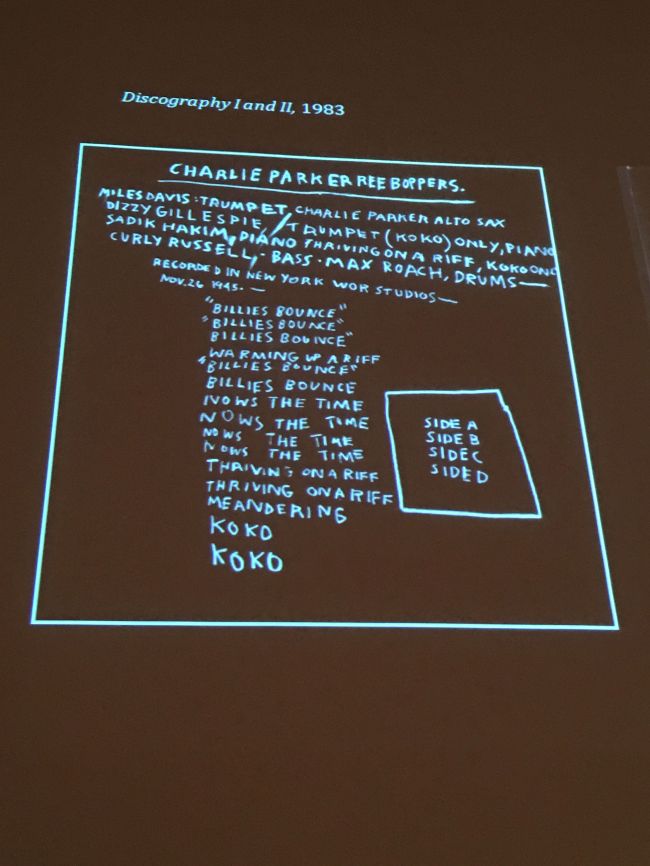 Discography I and II, 1983
CHARLIE PARKER REEBOPPERS.
MILES DAVIS: TRUMPET CHARLIE PARKER ALTO SAX
DIZZY GILLESPIE, / TRUMPET (KOKO) ONLY, PIANO
SADIK HAKIM, PIANO THRIVING ON A RIFF, KOKO ONC
CURLY RUSSELL, BASS · MAX ROACH, DRUMS—
RECORDED IN NEW YORK WOR STUDIOS—
NOV. 26 1945. —
"BILLIES BOUNCE"
"BILLIES BOUNCE"
BILLIES BOUNCE"
WARMING UP A RIFF
"BILLIES BOUNCE"
BILLIES BOUNCE
NOWS THE TIME
NOWS THE TIME
NOWS THE TIME
NOWS THE TIME
THRIVING ON A RIFF
THRIVING ON A RIFF
MEANDERING
KOKO
KOKO
SIDE A
SIDE B
SIDE C
SIDE D